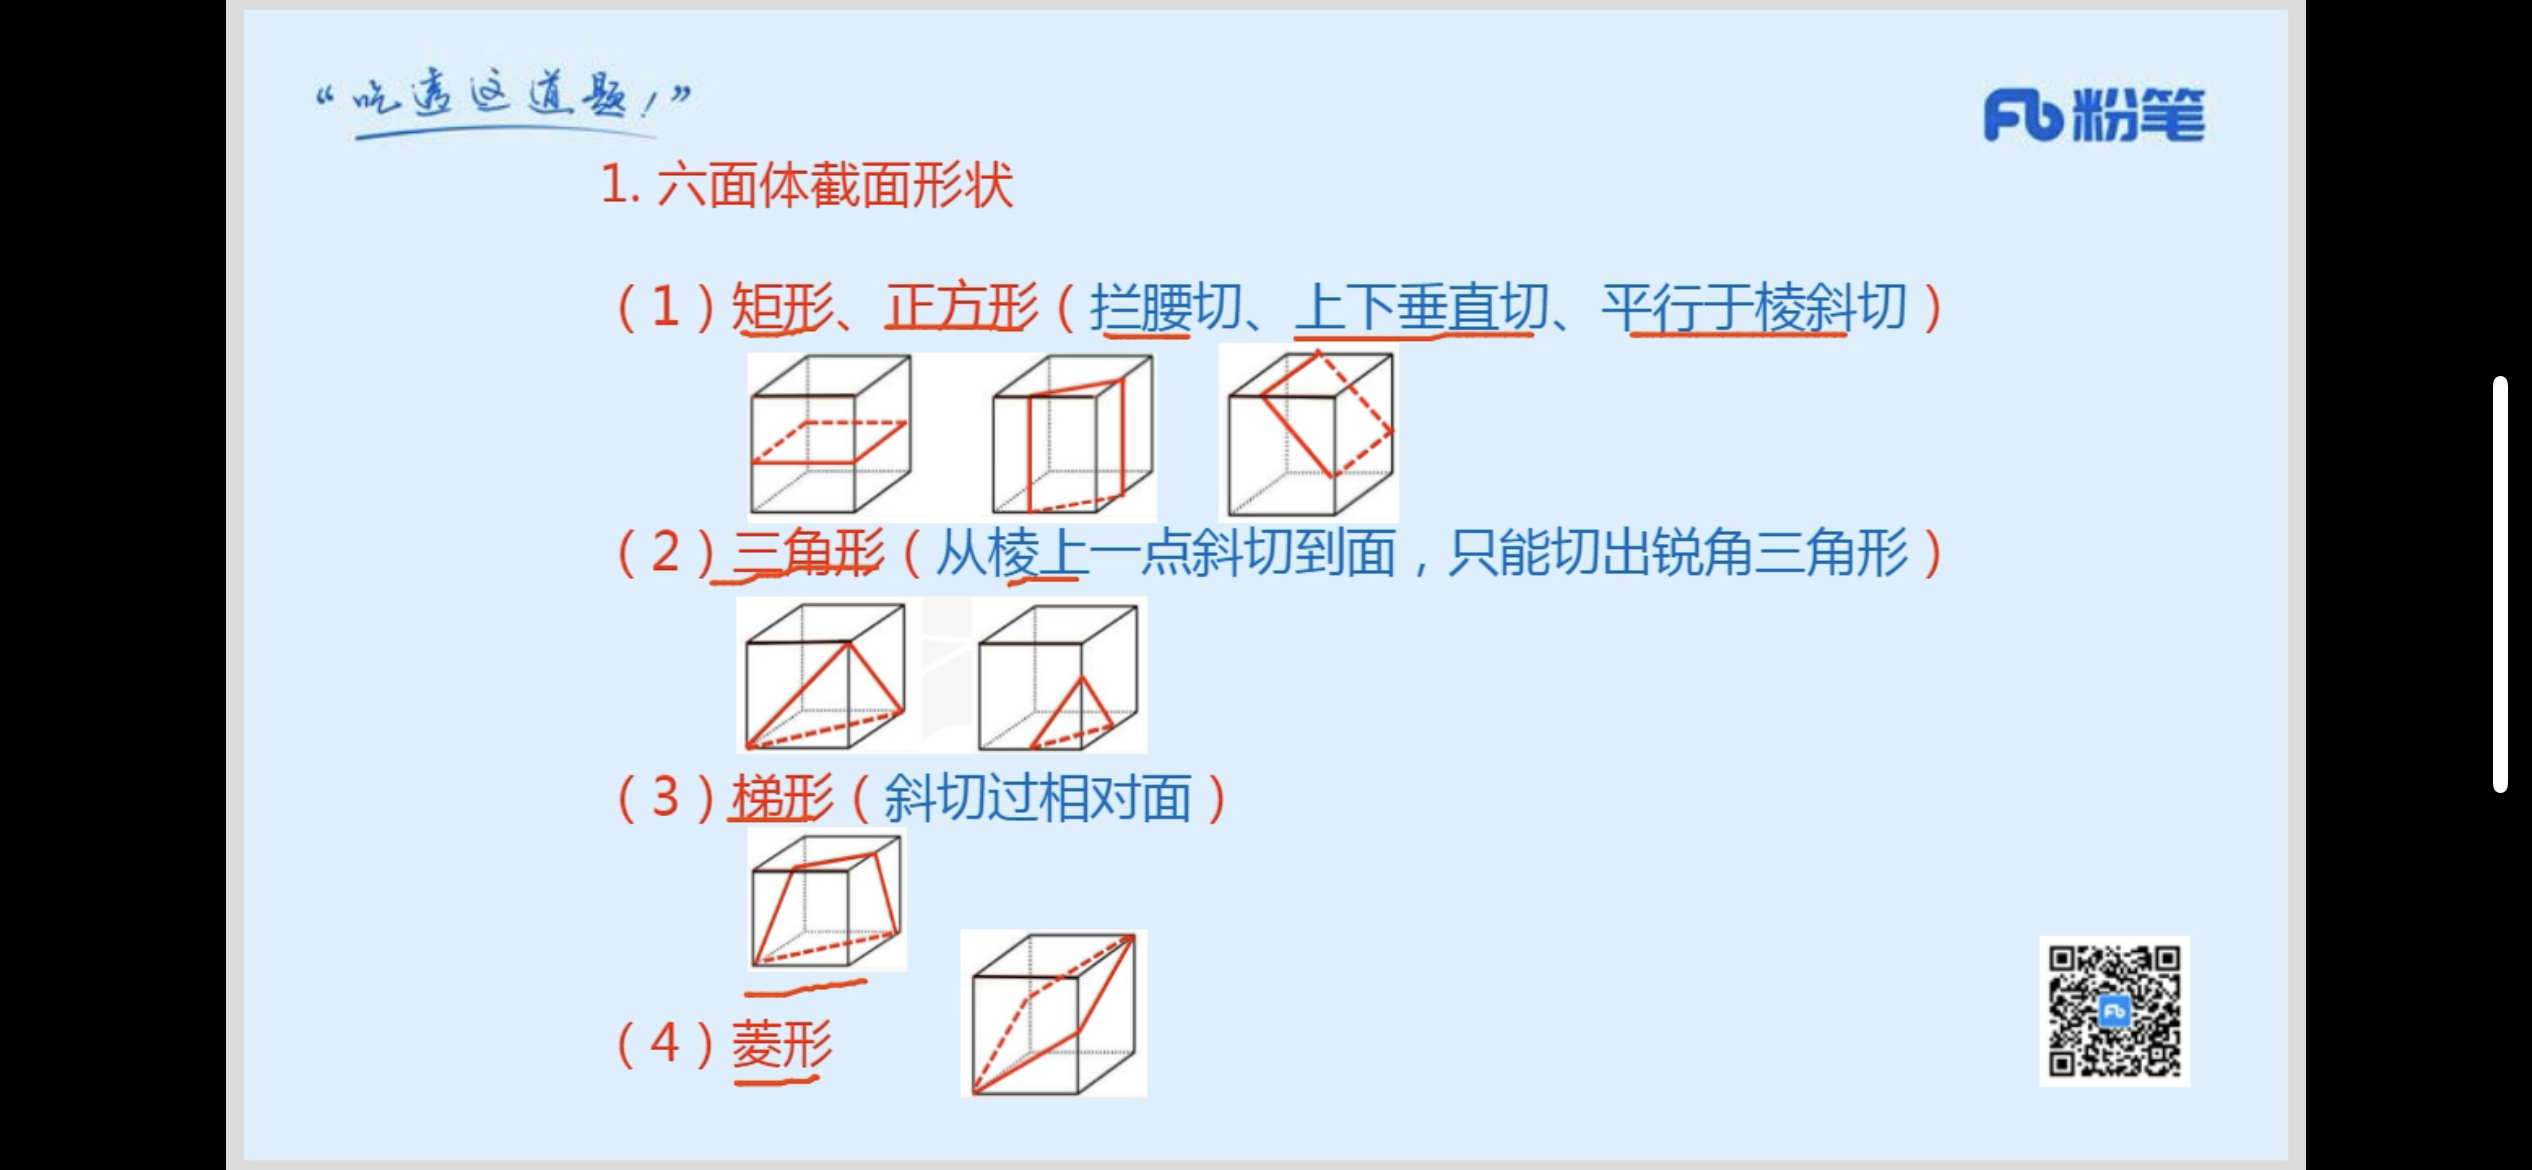 “吃透这道题！”
Fb粉笔
1. 六面体截面形状
（1）矩形、正方形（拦腰切、上下垂直切、平行于棱斜切）
（2）三角形（从棱上一点斜切到面，只能切出锐角三角形）
（3）梯形（斜切过相对面）
（4）菱形
Fb